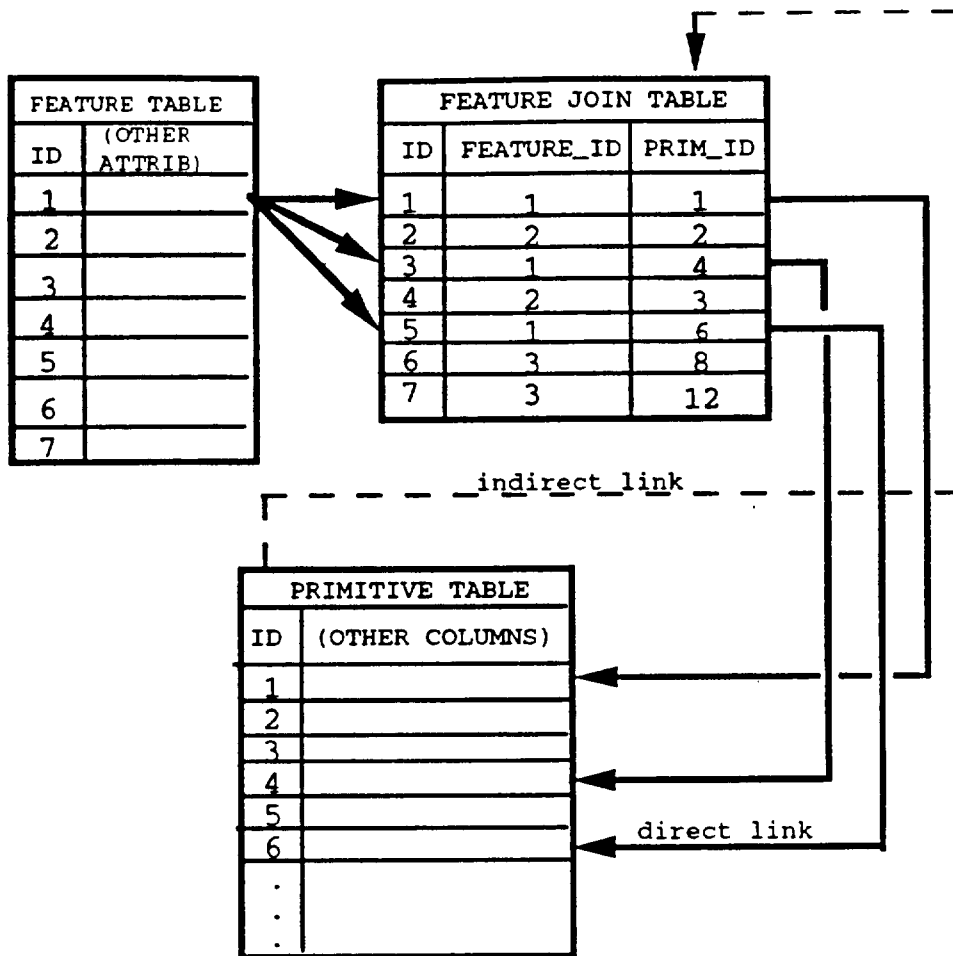 FEATURE TABLE
ID (OTHER ATTRIB)
1
2
3
4
5
6
7
FEATURE JOIN TABLE
ID FEATURE_ID PRIM_ID
1 1 1
2 2 2
3 1 4
4 2 3
5 1 6
6 3 8
7 3 12
indirect link
PRIMITIVE TABLE
ID (OTHER COLUMNS)
1
2
3
4
5
6
.
.
.
direct link